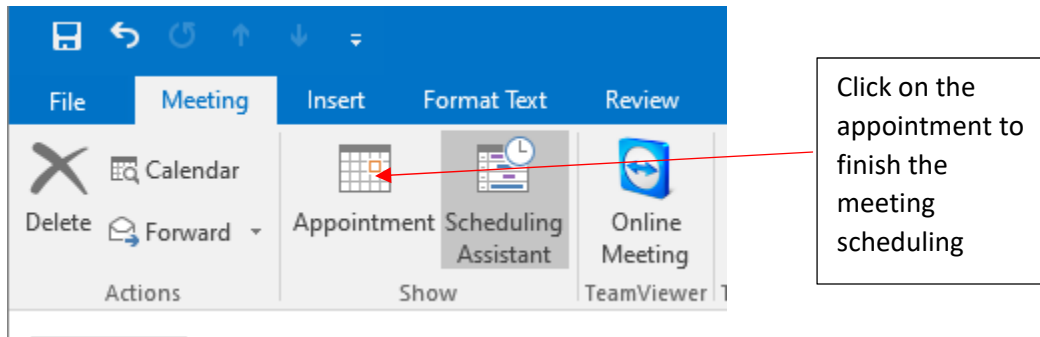 File Meeting Insert Format Text Review
Calendar
Delete Forward Appointment Scheduling Assistant Online Meeting
Actions Show TeamViewer
Click on the
appointment to
finish the
meeting
scheduling